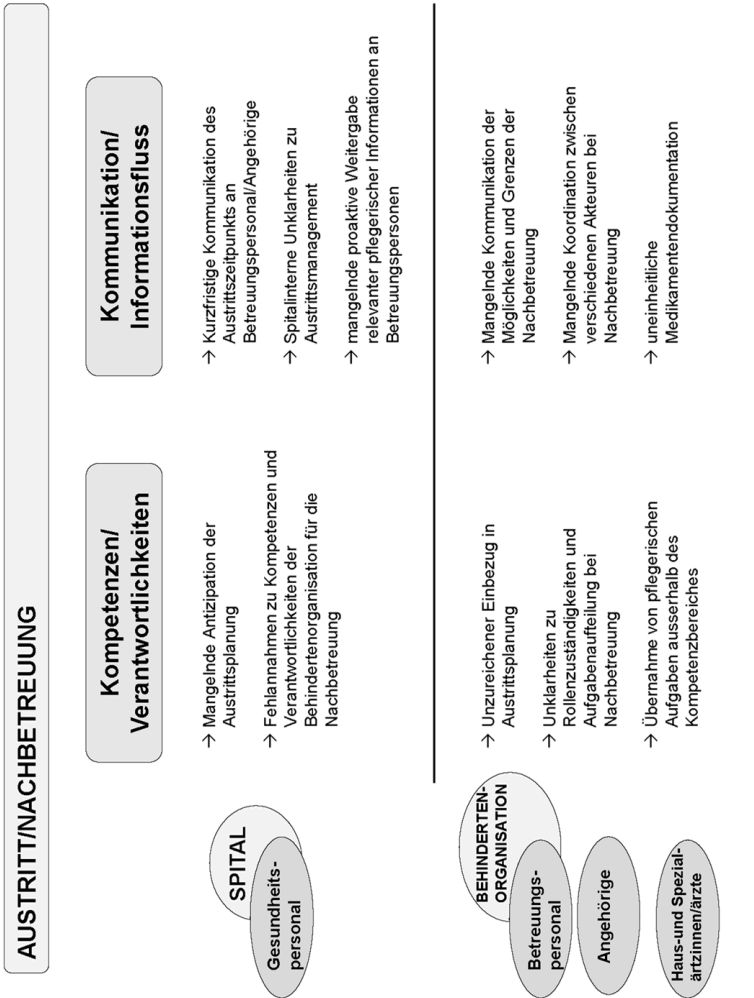 AUSTRITT/NACHBETREUUNG
Kompetenzen/
Verantwortlichkeiten
Kommunikation/
Informationsfluss
SPITAL
Gesundheits-
personal
→ Mangelnde Antizipation der
Austrittsplanung
→ Fehlannahmen zu Kompetenzen und
Verantwortlichkeiten der
Behindertenorganisation für die
Nachbetreuung
→ Kurzfristige Kommunikation des
Austrittszeitpunkts an
Betreuungspersonal/Angehörige
→ Spitalinterne Unklarheiten zu
Austrittsmanagement
→ mangelnde proaktive Weitergabe
relevanter pflegerischer Informationen an
Betreuungspersonen
BEHINDERTEN-
ORGANISATION
Betreuungs-
personal
Angehörige
Haus-und Spezial-
ärtzinnen/ärzte
→ Unzureichener Einbezug in
Austrittsplanung
→ Unklarheiten zu
Rollenzuständigkeiten und
Aufgabenaufteilung bei
Nachbetreuung
→ Übernahme von pflegerischen
Aufgaben ausserhalb des
Kompetenzbereiches
→ Mangelnde Kommunikation der
Möglichkeiten und Grenzen der
Nachbetreuung
→ Mangelnde Koordination zwischen
verschiedenen Akteuren bei
Nachbetreuung
→ uneinheitliche
Medikamentendokumentation